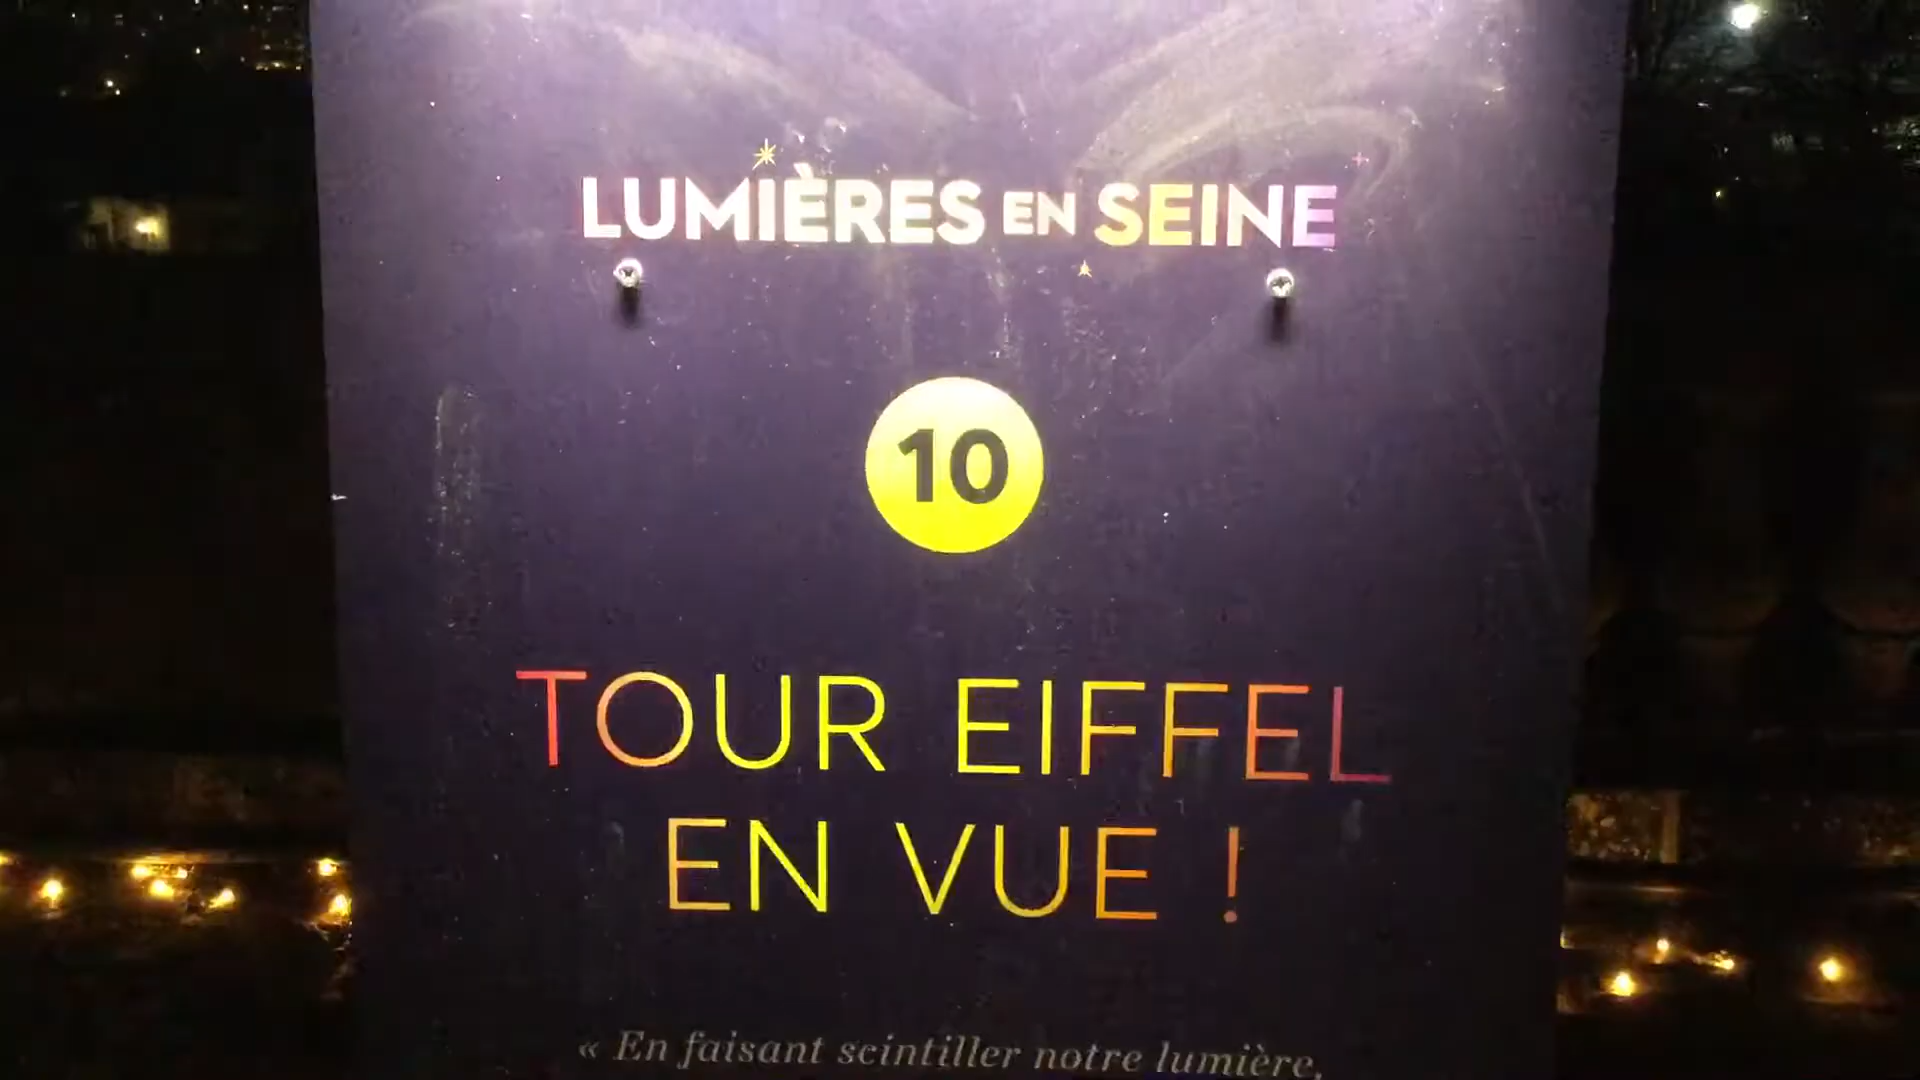 LUMIÈRES EN SEINE
10
TOUR EIFFEL
EN VUE !
« En faisant scintiller notre lumière,